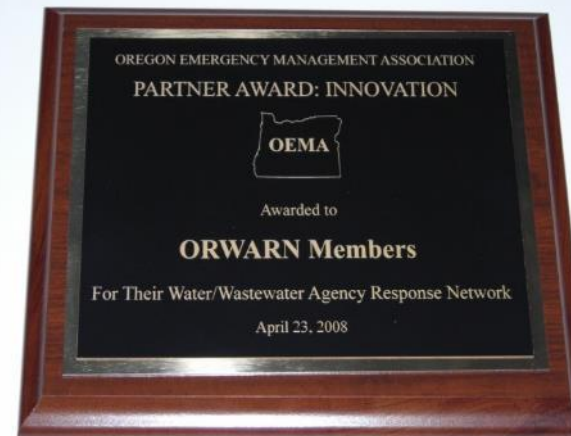 OREGON EMERGENCY MANAGEMENT ASSOCIATION
PARTNER AWARD: INNOVATION
OEMA
Awarded to
ORWARN Members
For Their Water/Wastewater Agency Response Network
April 23, 2008